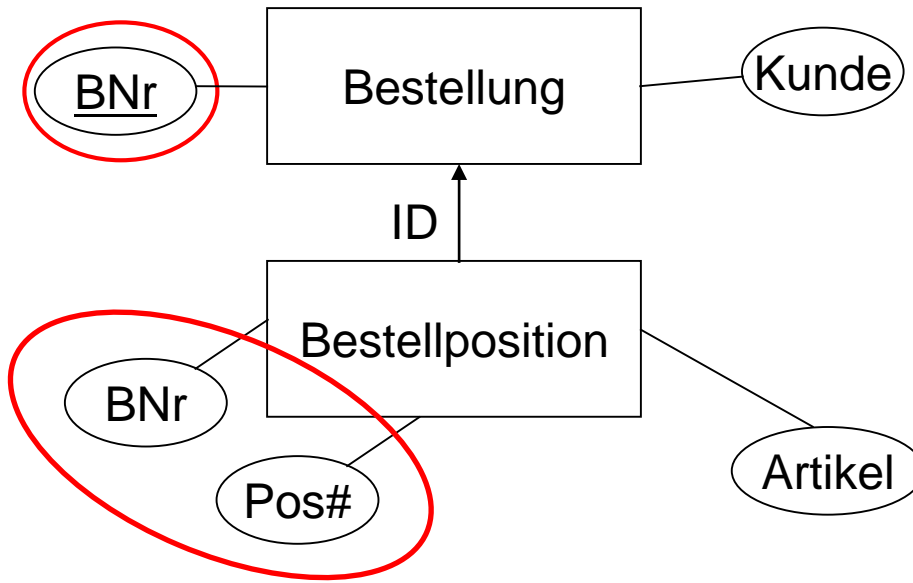 BNr
Bestellung
Kunde
ID
Bestellposition
BNr
Pos#
Artikel